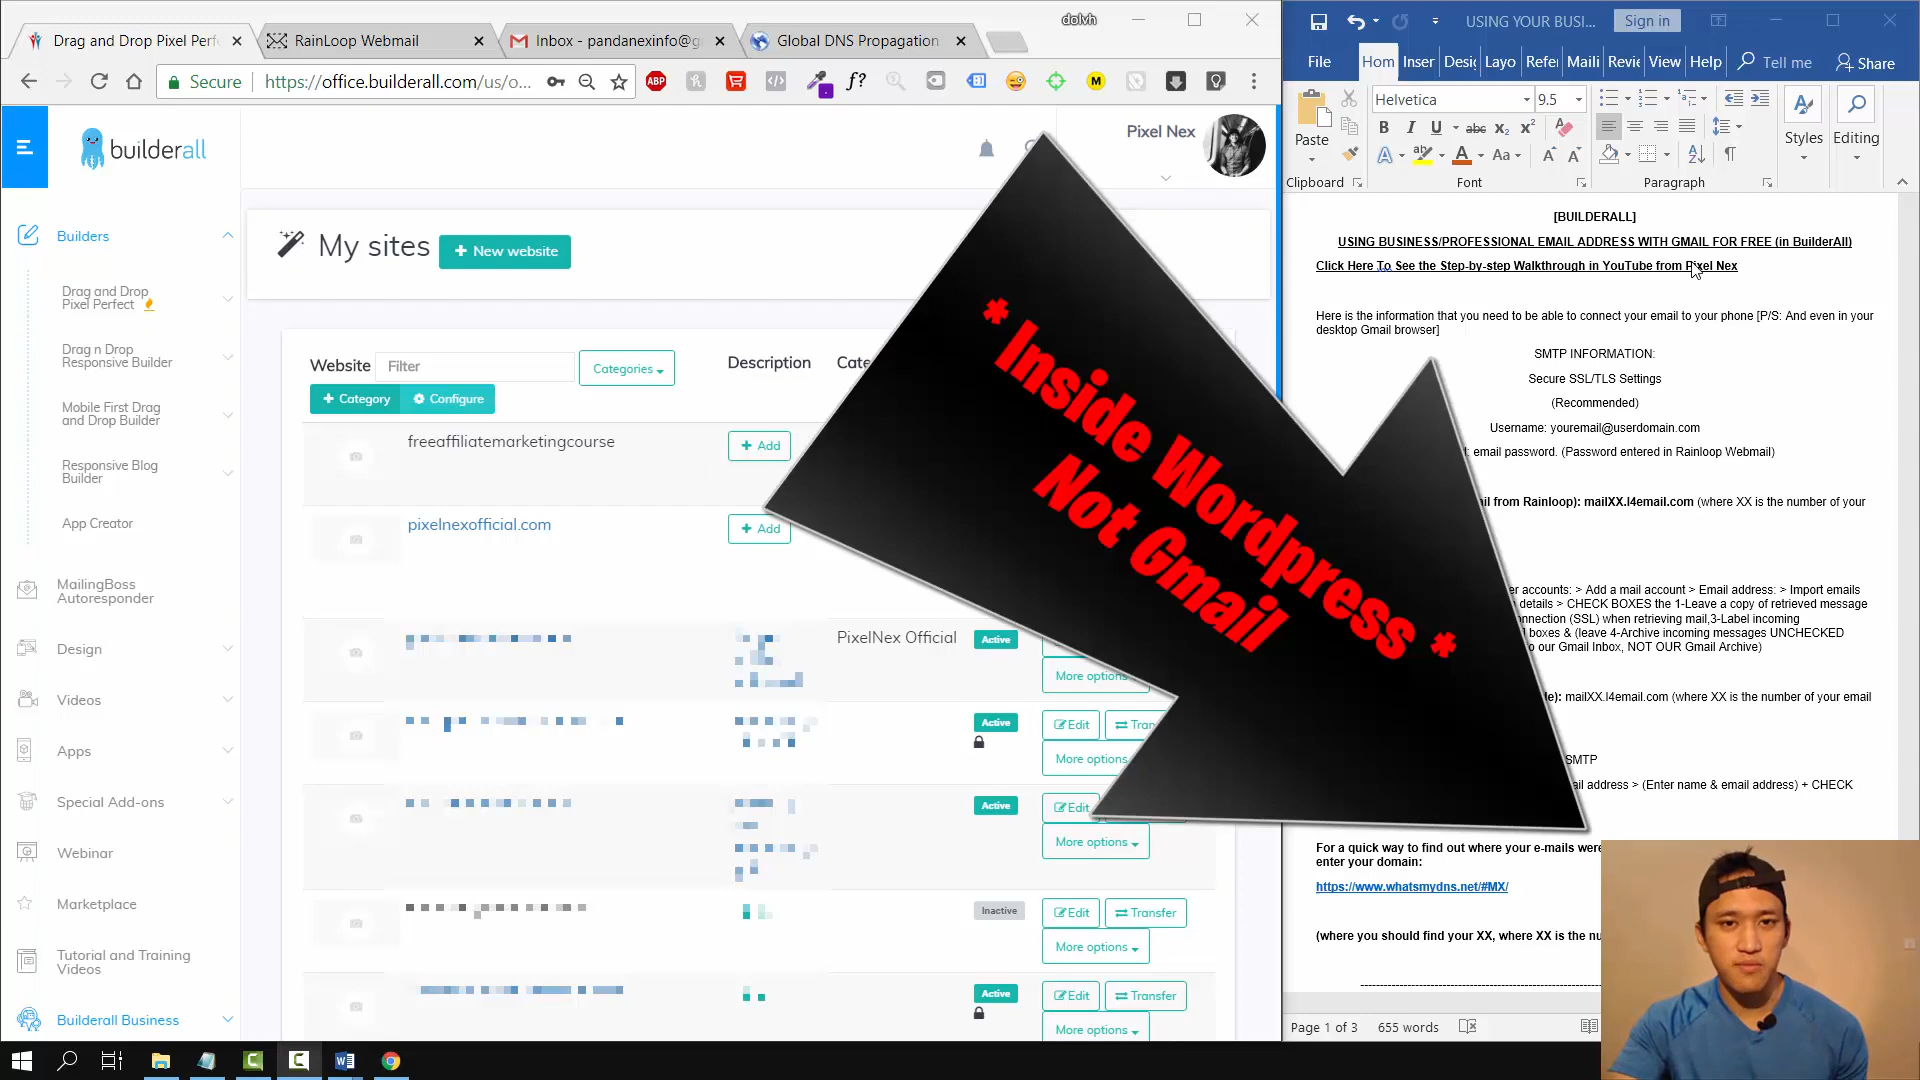 dolvh
Drag and Drop Pixel Perf
RainLoop Webmail
Inbox - pandanexinfo@g
Global DNS Propagation
Secure
https://office.builderall.com/us/o...
ABP
f?
M
builderall
Pixel Nex
Builders
Drag and Drop
Pixel Perfect
Drag n Drop
Responsive Builder
Mobile First Drag
and Drop Builder
Responsive Blog
Builder
App Creator
MailingBoss
Autoresponder
Design
Videos
Apps
Special Add-ons
Webinar
Marketplace
Tutorial and Training
Videos
Builderall Business
My sites
+ New website
Website
Filter
Categories
Description
Cate
+ Category
Configure
freeaffiliatemarketingcourse
+ Add
pixelnexofficial.com
+ Add
PixelNex Official
Active
More options
Active
Edit
Tran
More options
Active
Edit
More options
Inactive
Edit
Transfer
More options
Active
Edit
Transfer
More options
* Inside Wordpress *
Not Gmail
USING YOUR BUSI...
Sign in
File
Hom
Inser
Desig
Layo
Refer
Maili
Revie
View
Help
Tell me
Share
Paste
Clipboard
Helvetica
9.5
B I U abc X2 X2
A A Aa A A
Font
Paragraph
Styles
Editing
[BUILDERALL]
USING BUSINESS/PROFESSIONAL EMAIL ADDRESS WITH GMAIL FOR FREE (in BuilderAll)
Click Here To See the Step-by-step Walkthrough in YouTube from Pixel Nex
Here is the information that you need to be able to connect your email to your phone [P/S: And even in your
desktop Gmail browser]
SMTP INFORMATION:
Secure SSL/TLS Settings
(Recommended)
Username: youremail@userdomain.com
: email password. (Password entered in Rainloop Webmail)
il from Rainloop): mailXX.l4email.com (where XX is the number of your
er accounts: > Add a mail account > Email address: > Import emails
details > CHECK BOXES the 1-Leave a copy of retrieved message
nnection (SSL) when retrieving mail,3-Label incoming
l boxes & (leave 4-Archive incoming messages UNCHECKED
o our Gmail Inbox, NOT OUR Gmail Archive)
le): mailXX.l4email.com (where XX is the number of your email
SMTP
il address > (Enter name & email address) + CHECK
For a quick way to find out where your e-mails were
enter your domain:
https://www.whatsmydns.net/#MX/
(where you should find your XX, where XX is the nu
Page 1 of 3
655 words